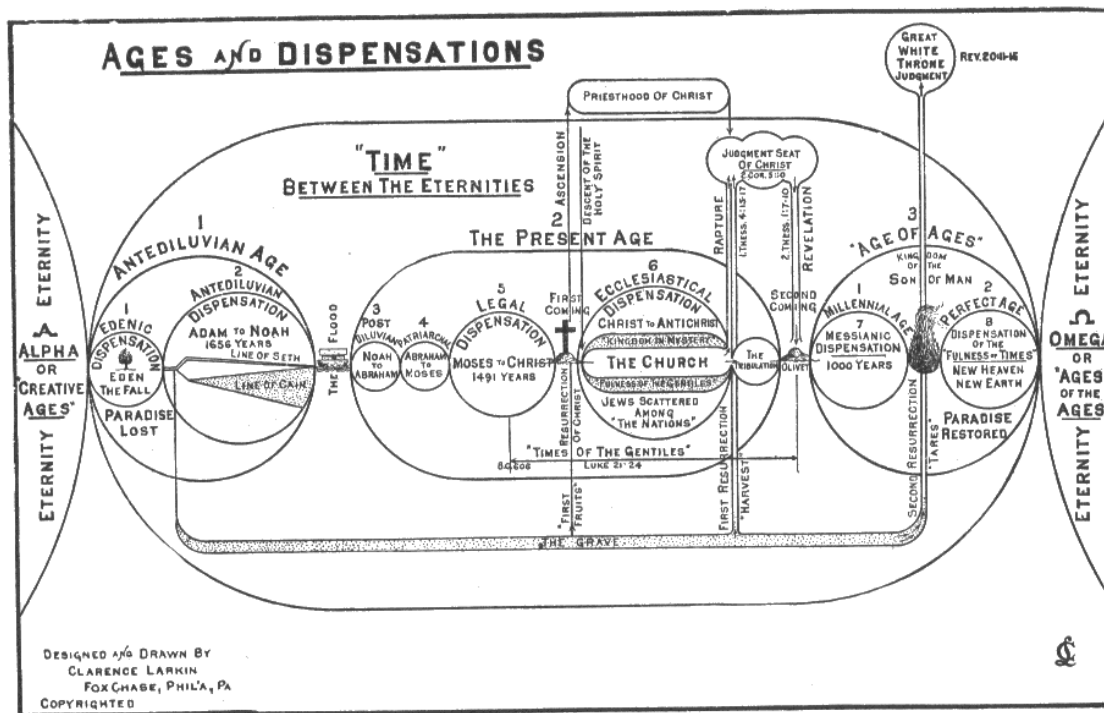 AGES AND DISPENSATIONS
GREAT
WHITE
THRONE
JUDGMENT
REV. 20:11-15
PRIESTHOOD OF CHRIST
"TIME"
BETWEEN THE ETERNITIES
ASCENSION
DESCENT OF THE
HOLY SPIRIT
JUDGMENT SEAT
OF CHRIST
2 COR. 5:10
RAPTURE
1. THESS. 4:15-17
2. THESS. 1:7-10
REVELATION
ETERNITY
ALPHA
OR
"CREATIVE
AGES"
ETERNITY
1
ANTEDILUVIAN AGE
1
EDENIC
DISPENSATION
EDEN
THE FALL
PARADISE
LOST
2
ANTEDILUVIAN
DISPENSATION
ADAM TO NOAH
1656 YEARS
LINE OF SETH
LINE OF CAIN
THE FLOOD
2
THE PRESENT AGE
3
POST
DILUVIAN
NOAH
TO
ABRAHAM
4
PATRIARCHAL
ABRAHAM
TO
MOSES
5
LEGAL
DISPENSATION
MOSES TO CHRIST
1491 YEARS
FIRST
COMING
RESURRECTION
OF CHRIST
6
ECCLESIASTICAL
DISPENSATION
CHRIST TO ANTICHRIST
KINGDOM IN MYSTERY
THE CHURCH
FULNESS OF THE GENTILES
JEWS SCATTERED
AMONG
"THE NATIONS"
THE
TRIBULATION
SECOND
COMING
OLIVET
"TIMES OF THE GENTILES"
B.C. 606
LUKE 21-24
"FIRST
FRUITS"
FIRST RESURRECTION
"HARVEST"
THE GRAVE
3
"AGE OF AGES"
KINGDOM
OF THE
SON OF MAN
1
MILLENNIAL AGE
7
MESSIANIC
DISPENSATION
1000 YEARS
2
PERFECT AGE
8
DISPENSATION
OF THE
"FULNESS OF TIMES"
NEW HEAVEN
NEW EARTH
PARADISE
RESTORED
SECOND RESURRECTION
"TARES"
ETERNITY
OMEGA
OR
"AGES
OF THE
AGES"
ETERNITY
DESIGNED AND DRAWN BY
CLARENCE LARKIN
FOX CHASE, PHIL'A, PA
COPYRIGHTED